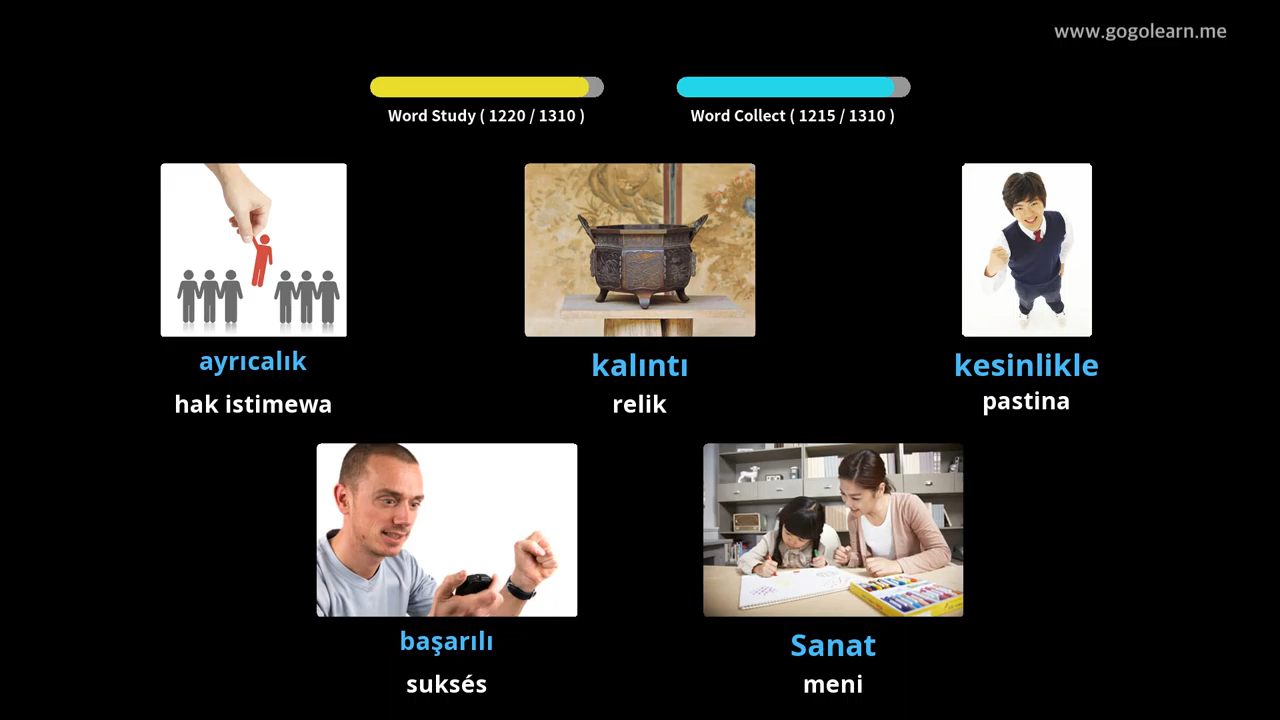 www.gogolearn.me
Word Study ( 1220 / 1310 )
Word Collect ( 1215 / 1310 )
ayrıcalık
hak istimewa
kalıntı
relik
kesinlikle
pastina
başarılı
suksés
Sanat
meni